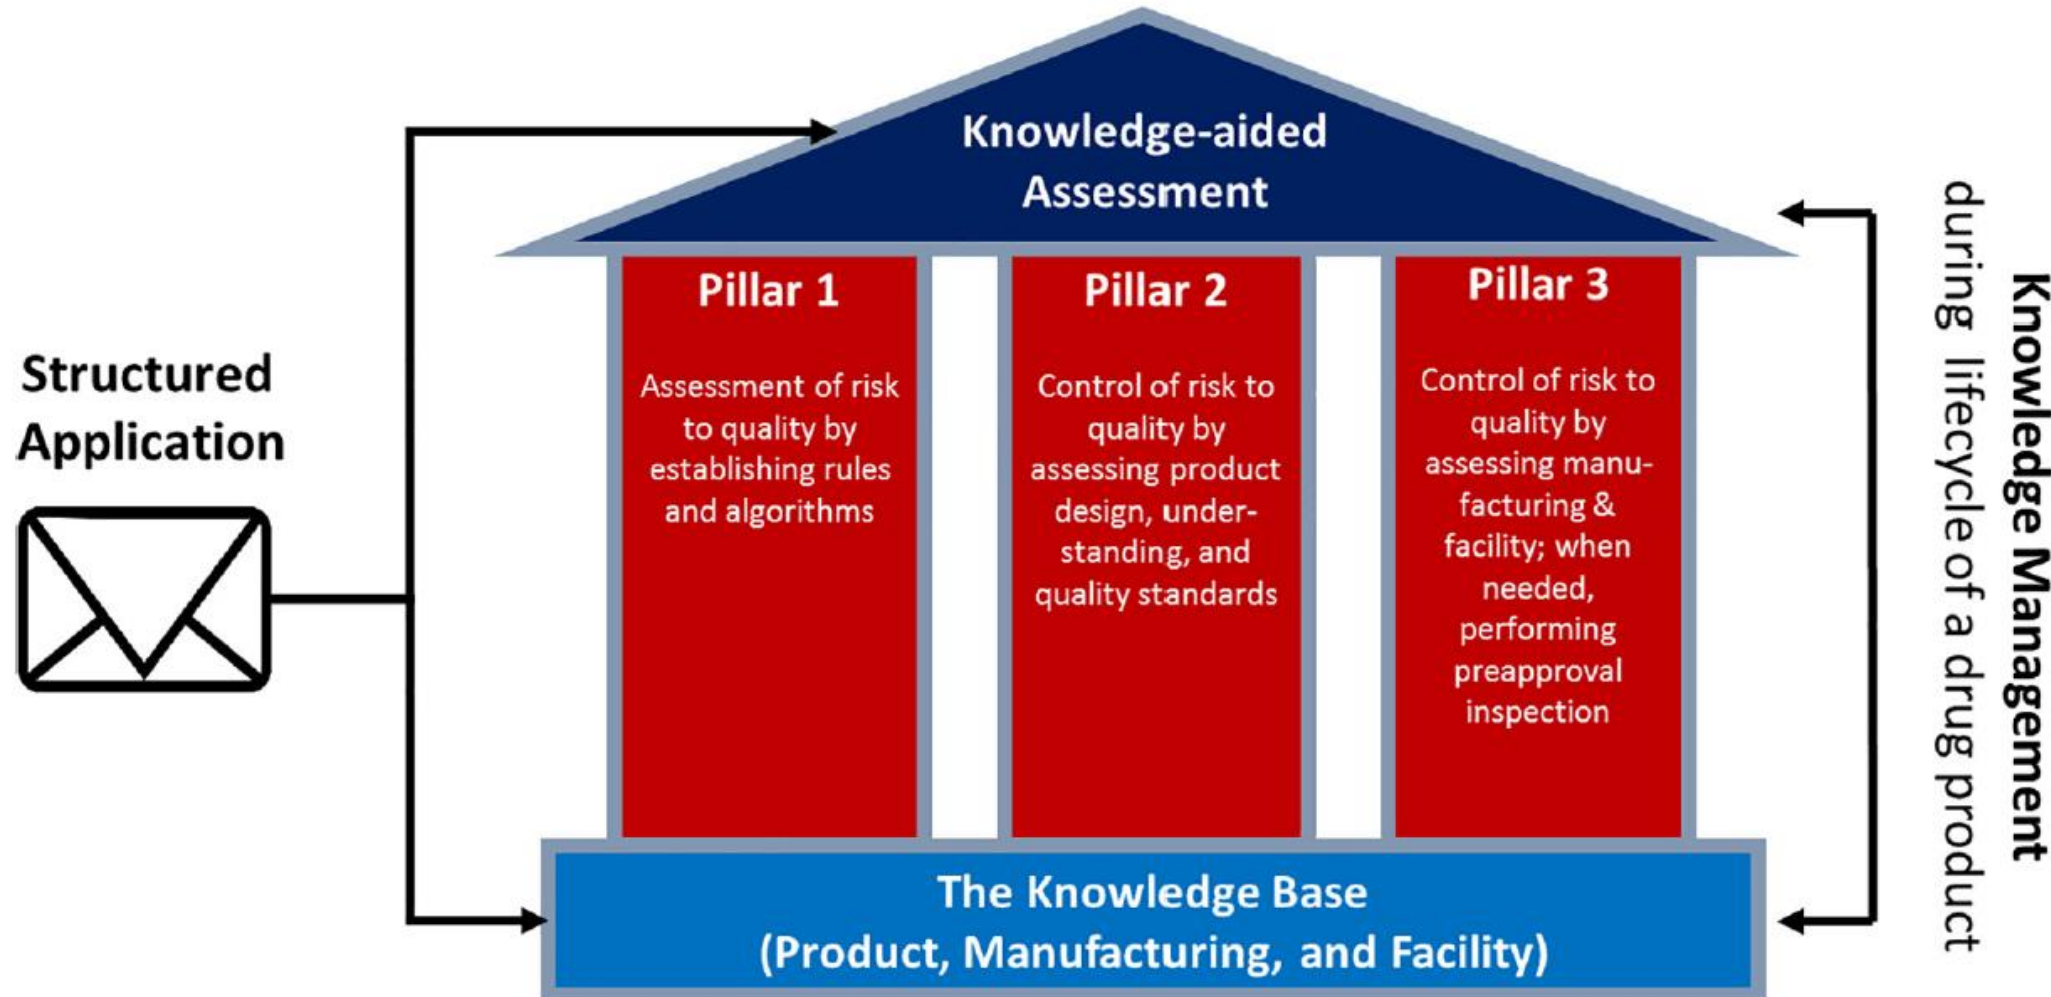 Structured
Application
Knowledge-aided
Assessment
Pillar 1
Assessment of risk
to quality by
establishing rules
and algorithms
Pillar 2
Control of risk to
quality by
assessing product
design, under-
standing, and
quality standards
Pillar 3
Control of risk to
quality by
assessing manu-
facturing &
facility; when
needed,
performing
preapproval
inspection
The Knowledge Base
(Product, Manufacturing, and Facility)
Knowledge Management
during lifecycle of a drug product